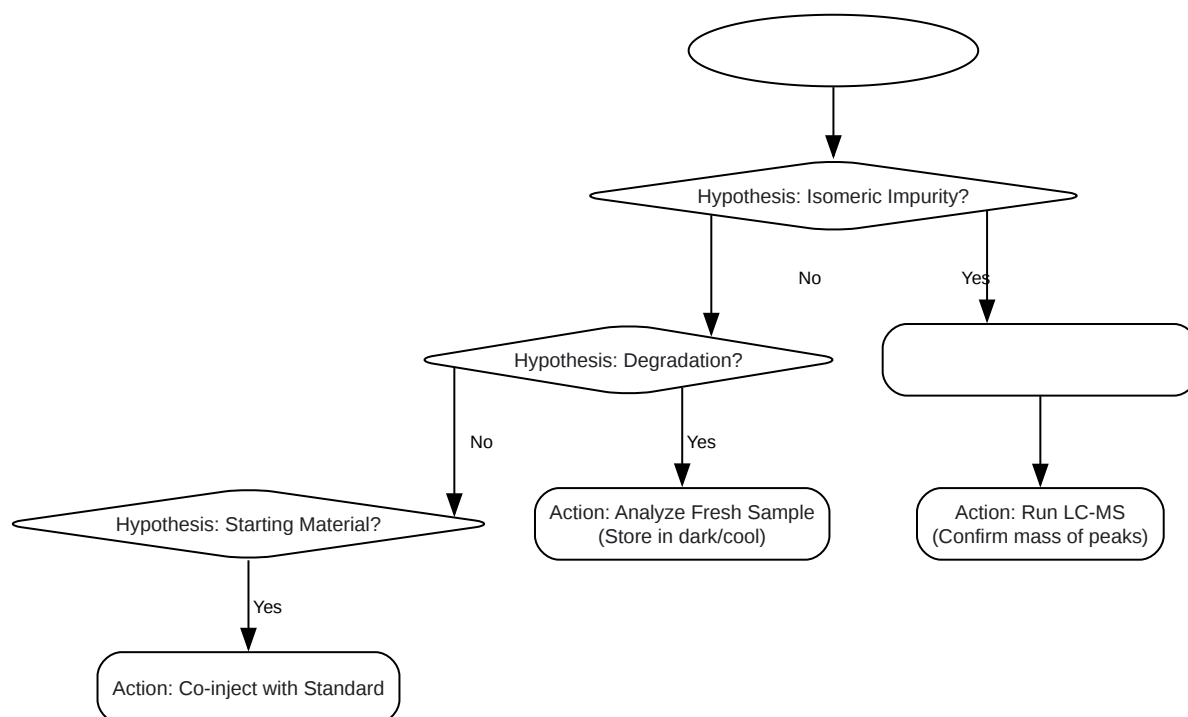 Hypothesis: Isomeric Impurity?
No
Yes
Hypothesis: Degradation?
No
Yes
Hypothesis: Starting Material?
Action: Analyze Fresh Sample
(Store in dark/cool)
Action: Run LC-MS
(Confirm mass of peaks)
Yes
Action: Co-inject with Standard